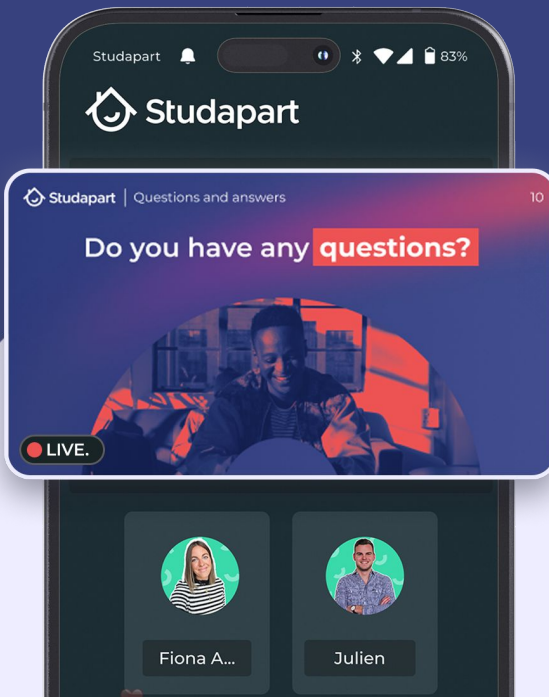 Studapart 83%
Studapart
Studapart | Questions and answers 10
Do you have any questions?
LIVE.
Fiona A...
Julien